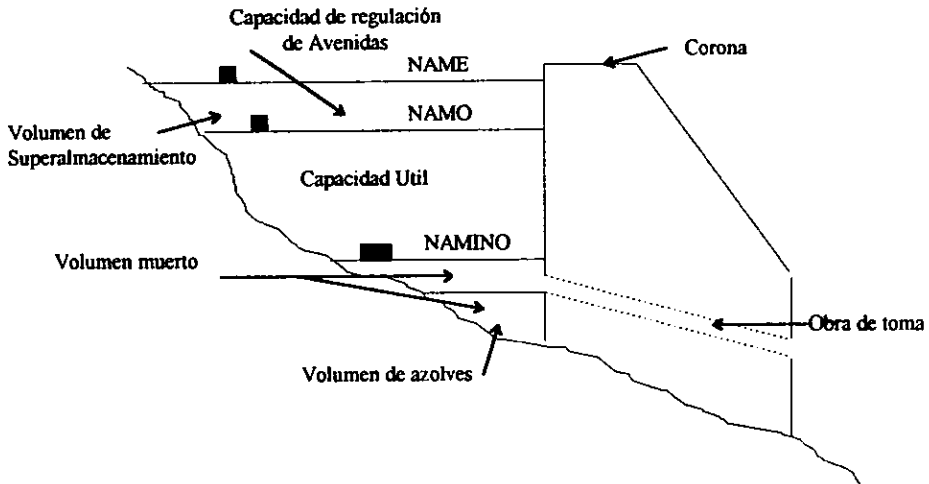 Capacidad de regulación
de Avenidas
Corona
NAME
NAMO
Volumen de
Superalmacenamiento
Capacidad Util
NAMINO
Volumen muerto
Obra de toma
Volumen de azolves